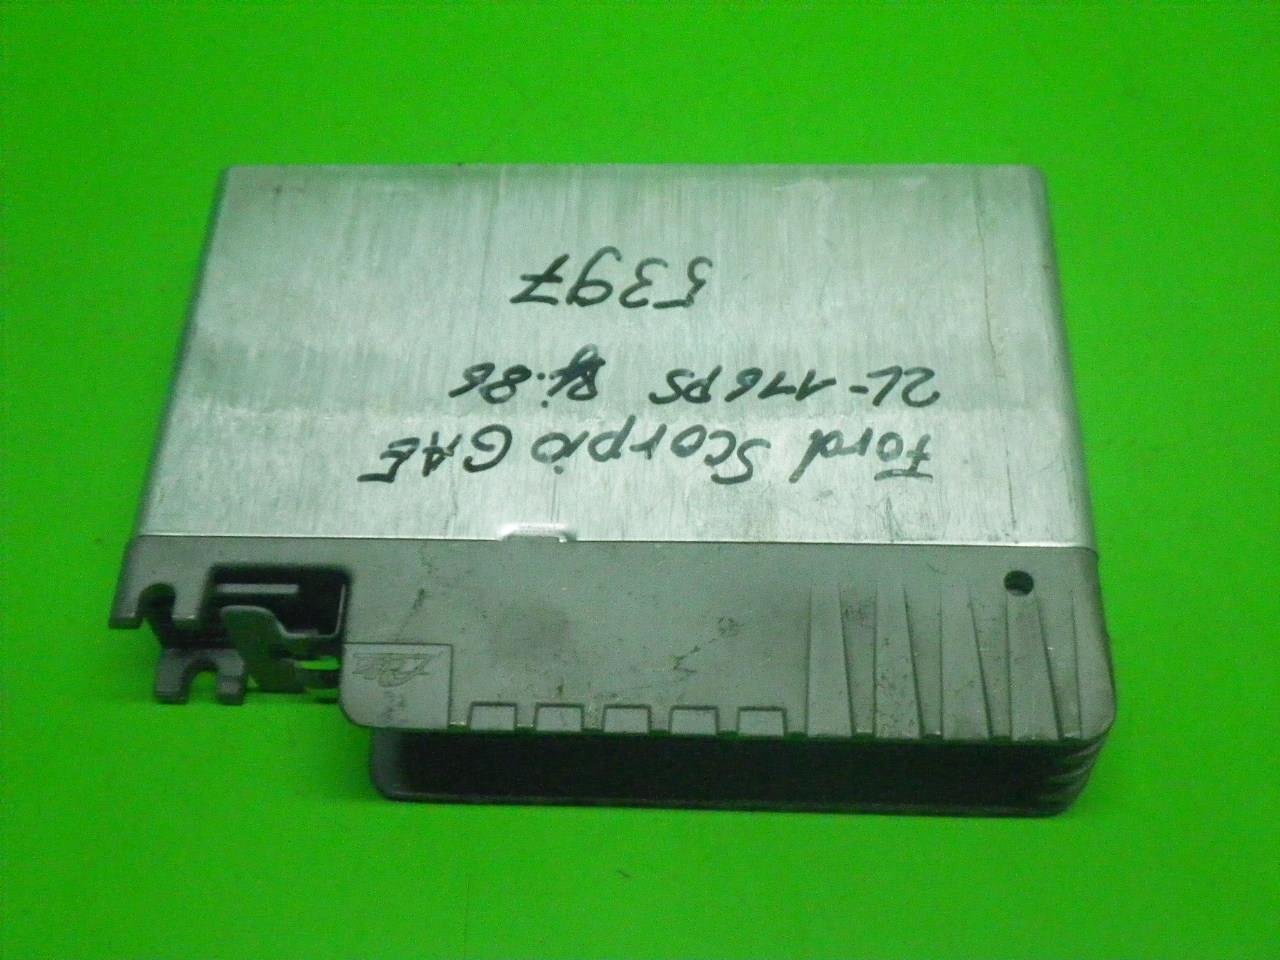 Ford Scorpio GAE
2L-116PS Bj.86
5397